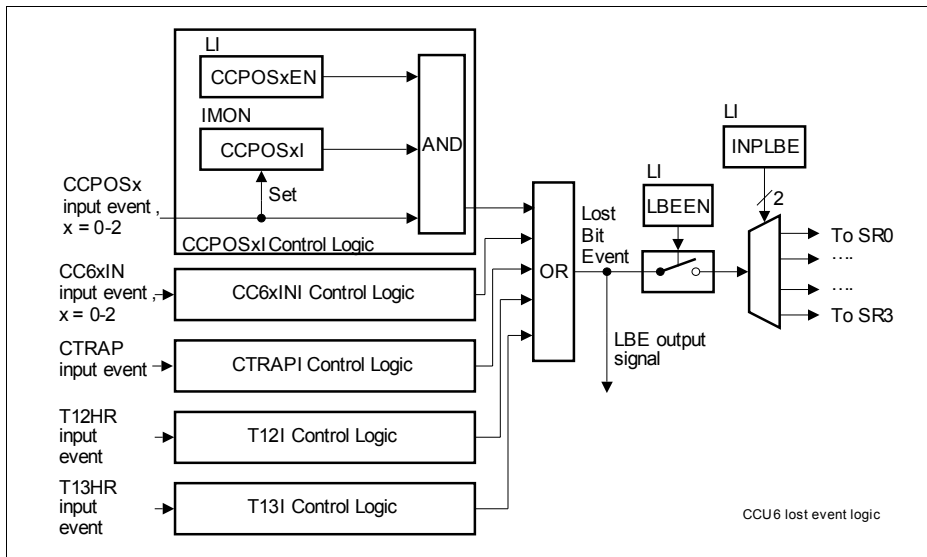 LI
CCPOSxEN
IMON
CCPOSxI
AND
Set
CCPOSx
input event ,
x = 0-2
CCPOSxI Control Logic
CC6xIN
input event ,
x = 0-2
CC6xINI Control Logic
CTRAP
input event
CTRAPI Control Logic
T12HR
input
event
T12I Control Logic
T13HR
input
event
T13I Control Logic
OR
Lost
Bit
Event
LBE output
signal
LI
LBEEN
LI
INPLBE
2
To SR0
....
....
To SR3
CCU6 lost event logic